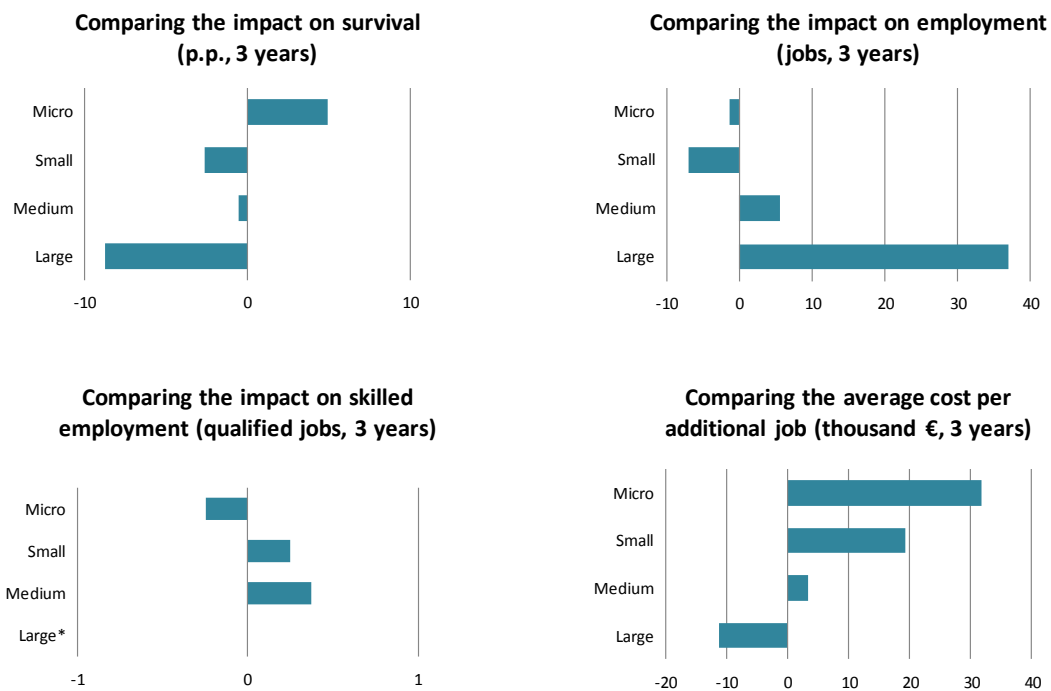 Comparing the impact on survival
(p.p., 3 years)
Micro
Small
Medium
Large
-10
0
10
Comparing the impact on employment
(jobs, 3 years)
Micro
Small
Medium
Large
-10
0
10
20
30
40
Comparing the impact on skilled
employment (qualified jobs, 3 years)
Micro
Small
Medium
Large*
-1
0
1
Comparing the average cost per
additional job (thousand €, 3 years)
Micro
Small
Medium
Large
-20
-10
0
10
20
30
40